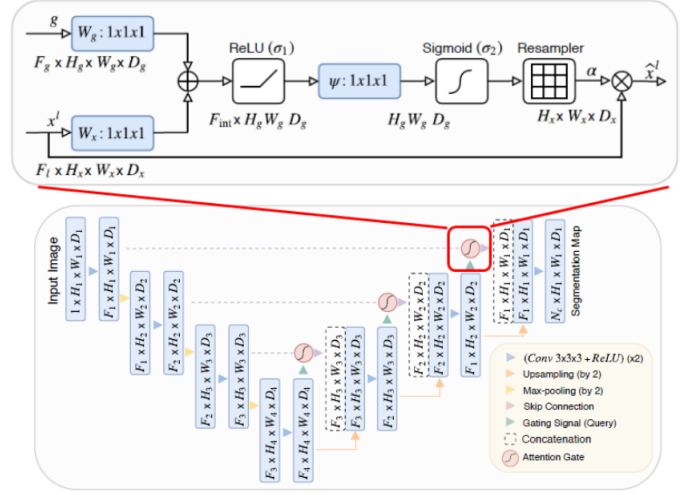 g
W_g : 1x1x1
F_g x H_g x W_g x D_g
x^l
W_x : 1x1x1
F_l x H_x x W_x x D_x
ReLU (σ_1)
F_int x H_g W_g D_g
ψ : 1x1x1
H_g W_g D_g
Sigmoid (σ_2)
Resampler
α
H_x x W_x x D_x
x̂^l
Input Image
1 x H_1 x W_1 x D_1
F_1 x H_1 x W_1 x D_1
F_1 x H_2 x W_2 x D_2
F_2 x H_2 x W_2 x D_2
F_2 x H_3 x W_3 x D_3
F_3 x H_3 x W_3 x D_3
F_3 x H_4 x W_4 x D_4
F_4 x H_4 x W_4 x D_4
F_3 x H_3 x W_3 x D_3
F_3 x H_3 x W_3 x D_3
F_2 x H_3 x W_3 x D_3
F_2 x H_2 x W_2 x D_2
F_2 x H_2 x W_2 x D_2
F_1 x H_2 x W_2 x D_2
F_1 x H_1 x W_1 x D_1
F_1 x H_1 x W_1 x D_1
N_c x H_1 x W_1 x D_1
Segmentation Map
(Conv 3x3x3 + ReLU) (x2)
Upsampling (by 2)
Max-pooling (by 2)
Skip Connection
Gating Signal (Query)
Concatenation
Attention Gate